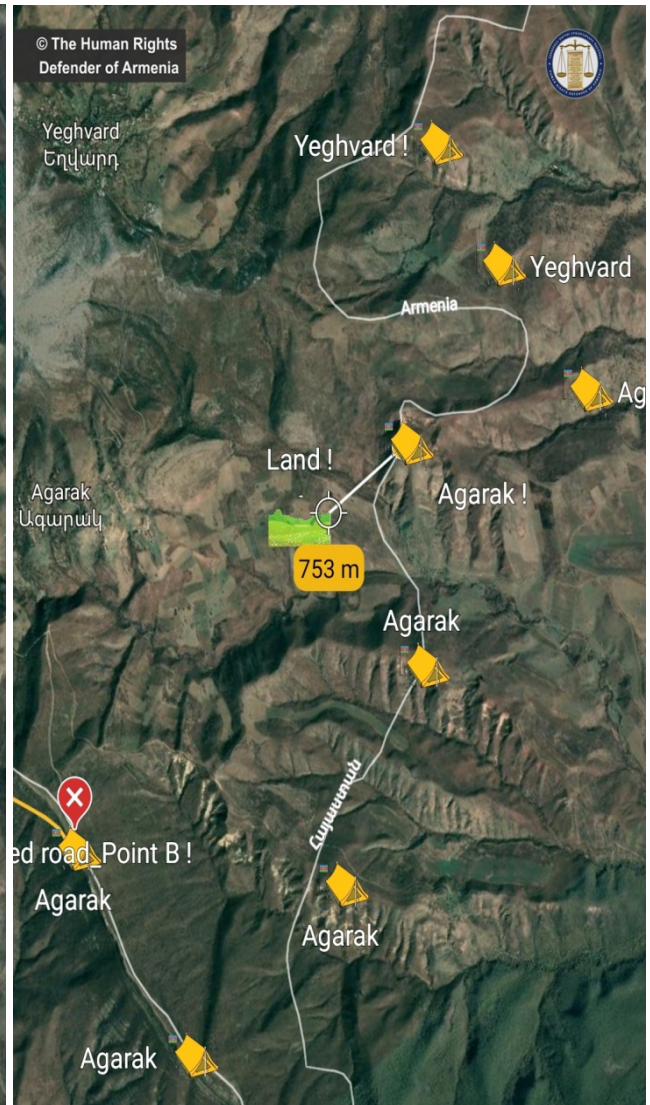 © The Human Rights
Defender of Armenia
Yeghvard
Եղվարդ
Yeghvard !
Yeghvard
Armenia
Ag
Land !
Agarak !
Agarak
Ագարակ
753 m
Agarak
Հայաստան
ed road_Point B !
Agarak
Agarak
Agarak